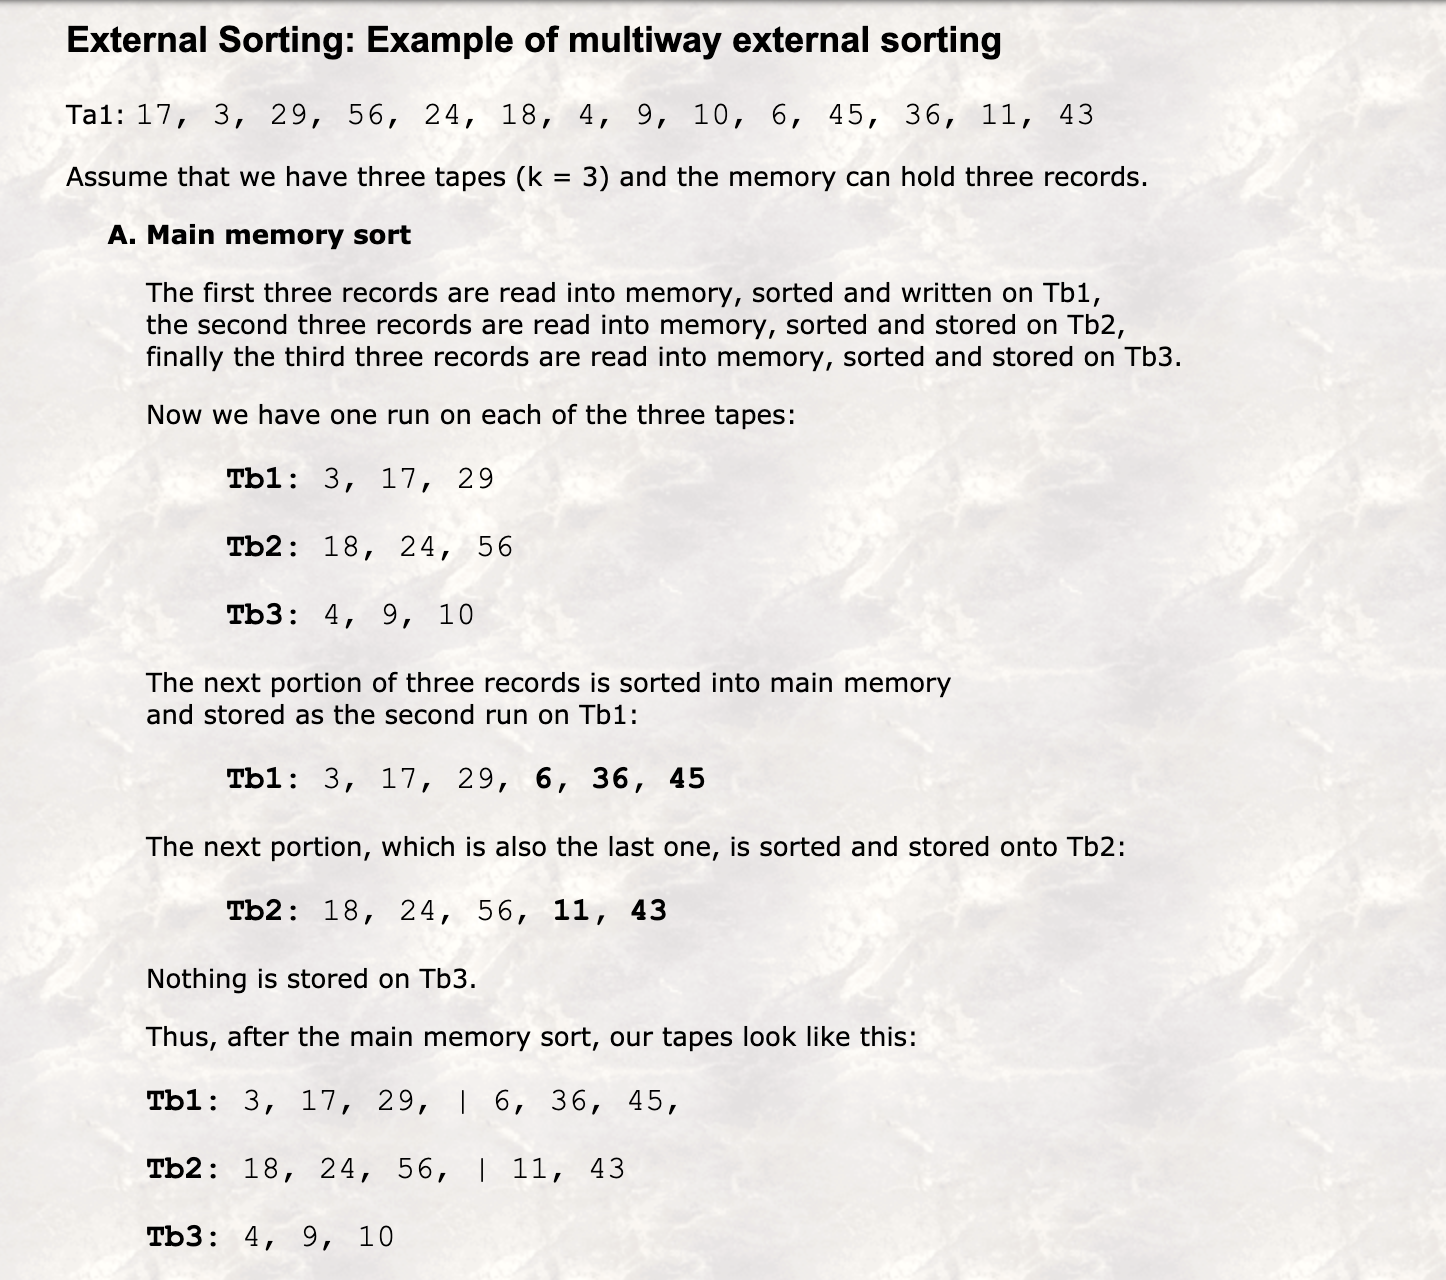 External Sorting: Example of multiway external sorting
Ta1: 17, 3, 29, 56, 24, 18, 4, 9, 10, 6, 45, 36, 11, 43
Assume that we have three tapes (k = 3) and the memory can hold three records.
A. Main memory sort
The first three records are read into memory, sorted and written on Tb1,
the second three records are read into memory, sorted and stored on Tb2,
finally the third three records are read into memory, sorted and stored on Tb3.
Now we have one run on each of the three tapes:
Tb1: 3, 17, 29
Tb2: 18, 24, 56
Tb3: 4, 9, 10
The next portion of three records is sorted into main memory
and stored as the second run on Tb1:
Tb1: 3, 17, 29, 6, 36, 45
The next portion, which is also the last one, is sorted and stored onto Tb2:
Tb2: 18, 24, 56, 11, 43
Nothing is stored on Tb3.
Thus, after the main memory sort, our tapes look like this:
Tb1: 3, 17, 29, | 6, 36, 45,
Tb2: 18, 24, 56, | 11, 43
Tb3: 4, 9, 10